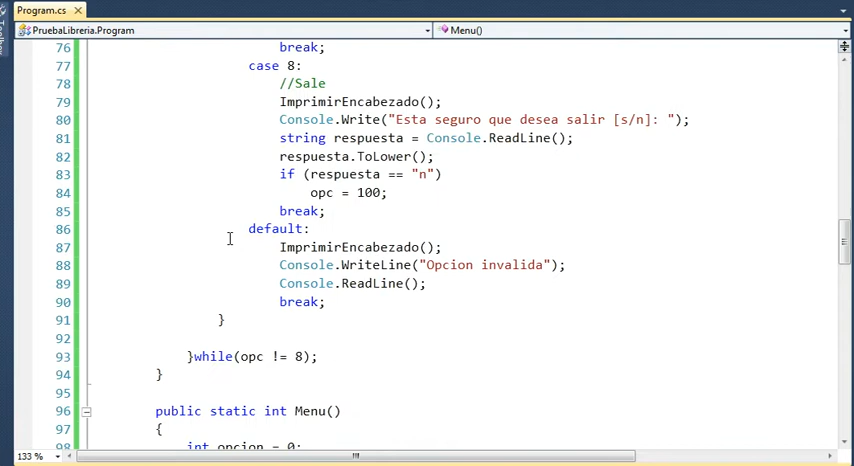 Program.cs
PruebaLibreria.Program
Menu()
Toolbox
76 break;
77 case 8:
78 //Sale
79 ImprimirEncabezado();
80 Console.Write("Esta seguro que desea salir [s/n]: ");
81 string respuesta = Console.ReadLine();
82 respuesta.ToLower();
83 if (respuesta == "n")
84 opc = 100;
85 break;
86 default:
87 ImprimirEncabezado();
88 Console.WriteLine("Opcion invalida");
89 Console.ReadLine();
90 break;
91 }
92
93 }while(opc != 8);
94 }
95
96 public static int Menu()
97 {
98 int opcion = 0;
133 %